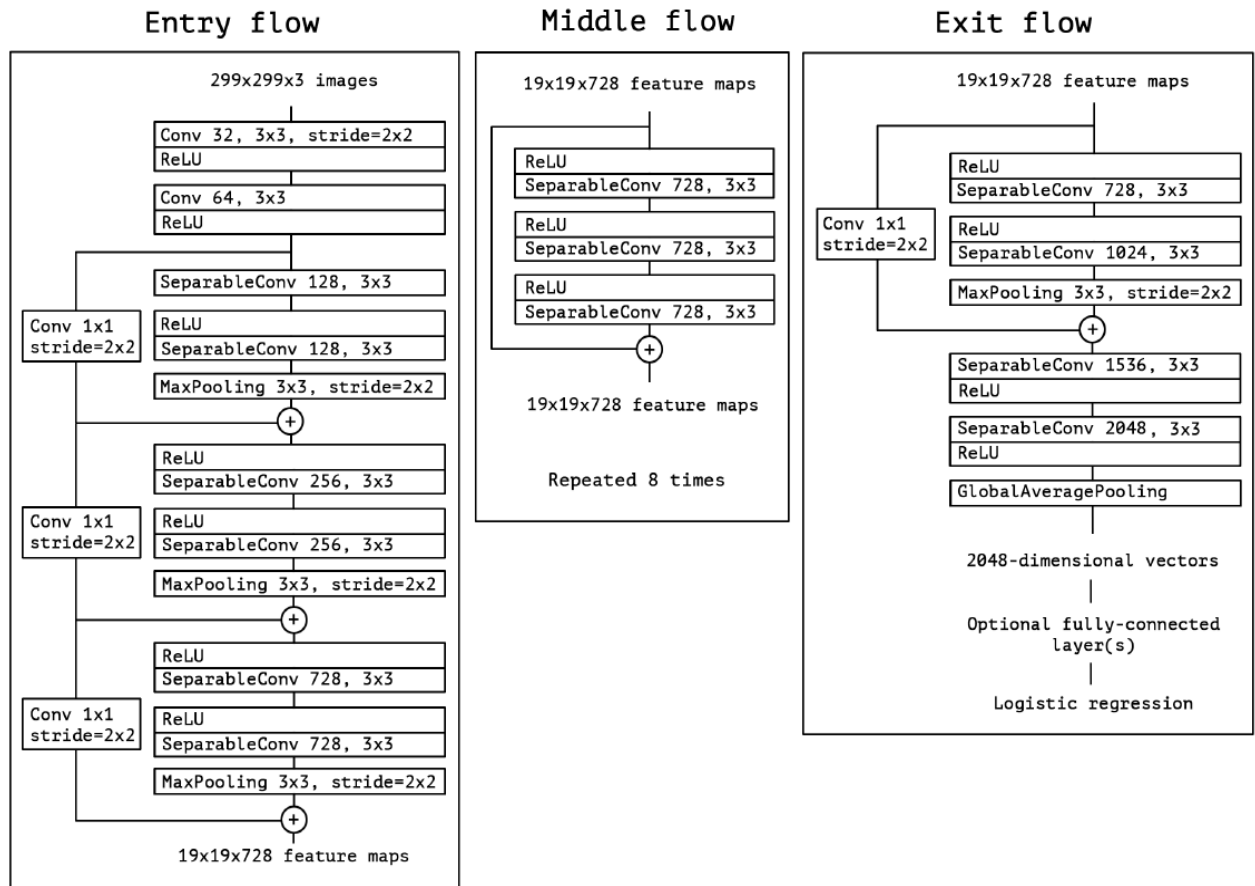 Entry flow
299x299x3 images
Conv 32, 3x3, stride=2x2
ReLU
Conv 64, 3x3
ReLU
SeparableConv 128, 3x3
Conv 1x1
stride=2x2
ReLU
SeparableConv 128, 3x3
MaxPooling 3x3, stride=2x2
+
ReLU
SeparableConv 256, 3x3
Conv 1x1
stride=2x2
ReLU
SeparableConv 256, 3x3
MaxPooling 3x3, stride=2x2
+
ReLU
SeparableConv 728, 3x3
Conv 1x1
stride=2x2
ReLU
SeparableConv 728, 3x3
MaxPooling 3x3, stride=2x2
+
19x19x728 feature maps
Middle flow
19x19x728 feature maps
ReLU
SeparableConv 728, 3x3
ReLU
SeparableConv 728, 3x3
ReLU
SeparableConv 728, 3x3
+
19x19x728 feature maps
Repeated 8 times
Exit flow
19x19x728 feature maps
ReLU
SeparableConv 728, 3x3
Conv 1x1
stride=2x2
ReLU
SeparableConv 1024, 3x3
MaxPooling 3x3, stride=2x2
+
SeparableConv 1536, 3x3
ReLU
SeparableConv 2048, 3x3
ReLU
GlobalAveragePooling
2048-dimensional vectors
Optional fully-connected
layer(s)
Logistic regression